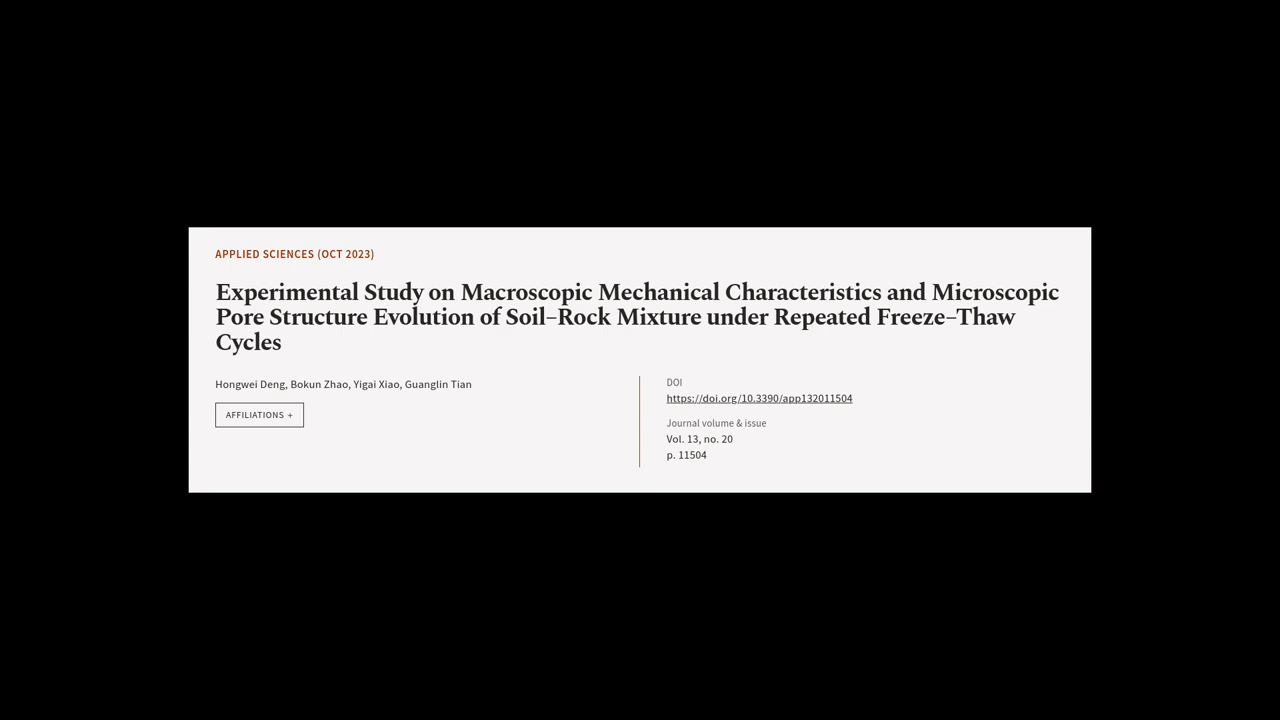 APPLIED SCIENCES (OCT 2023)
Experimental Study on Macroscopic Mechanical Characteristics and Microscopic
Pore Structure Evolution of Soil–Rock Mixture under Repeated Freeze–Thaw
Cycles
Hongwei Deng, Bokun Zhao, Yigai Xiao, Guanglin Tian
AFFILIATIONS +
DOI
https://doi.org/10.3390/app132011504
Journal volume & issue
Vol. 13, no. 20
p. 11504